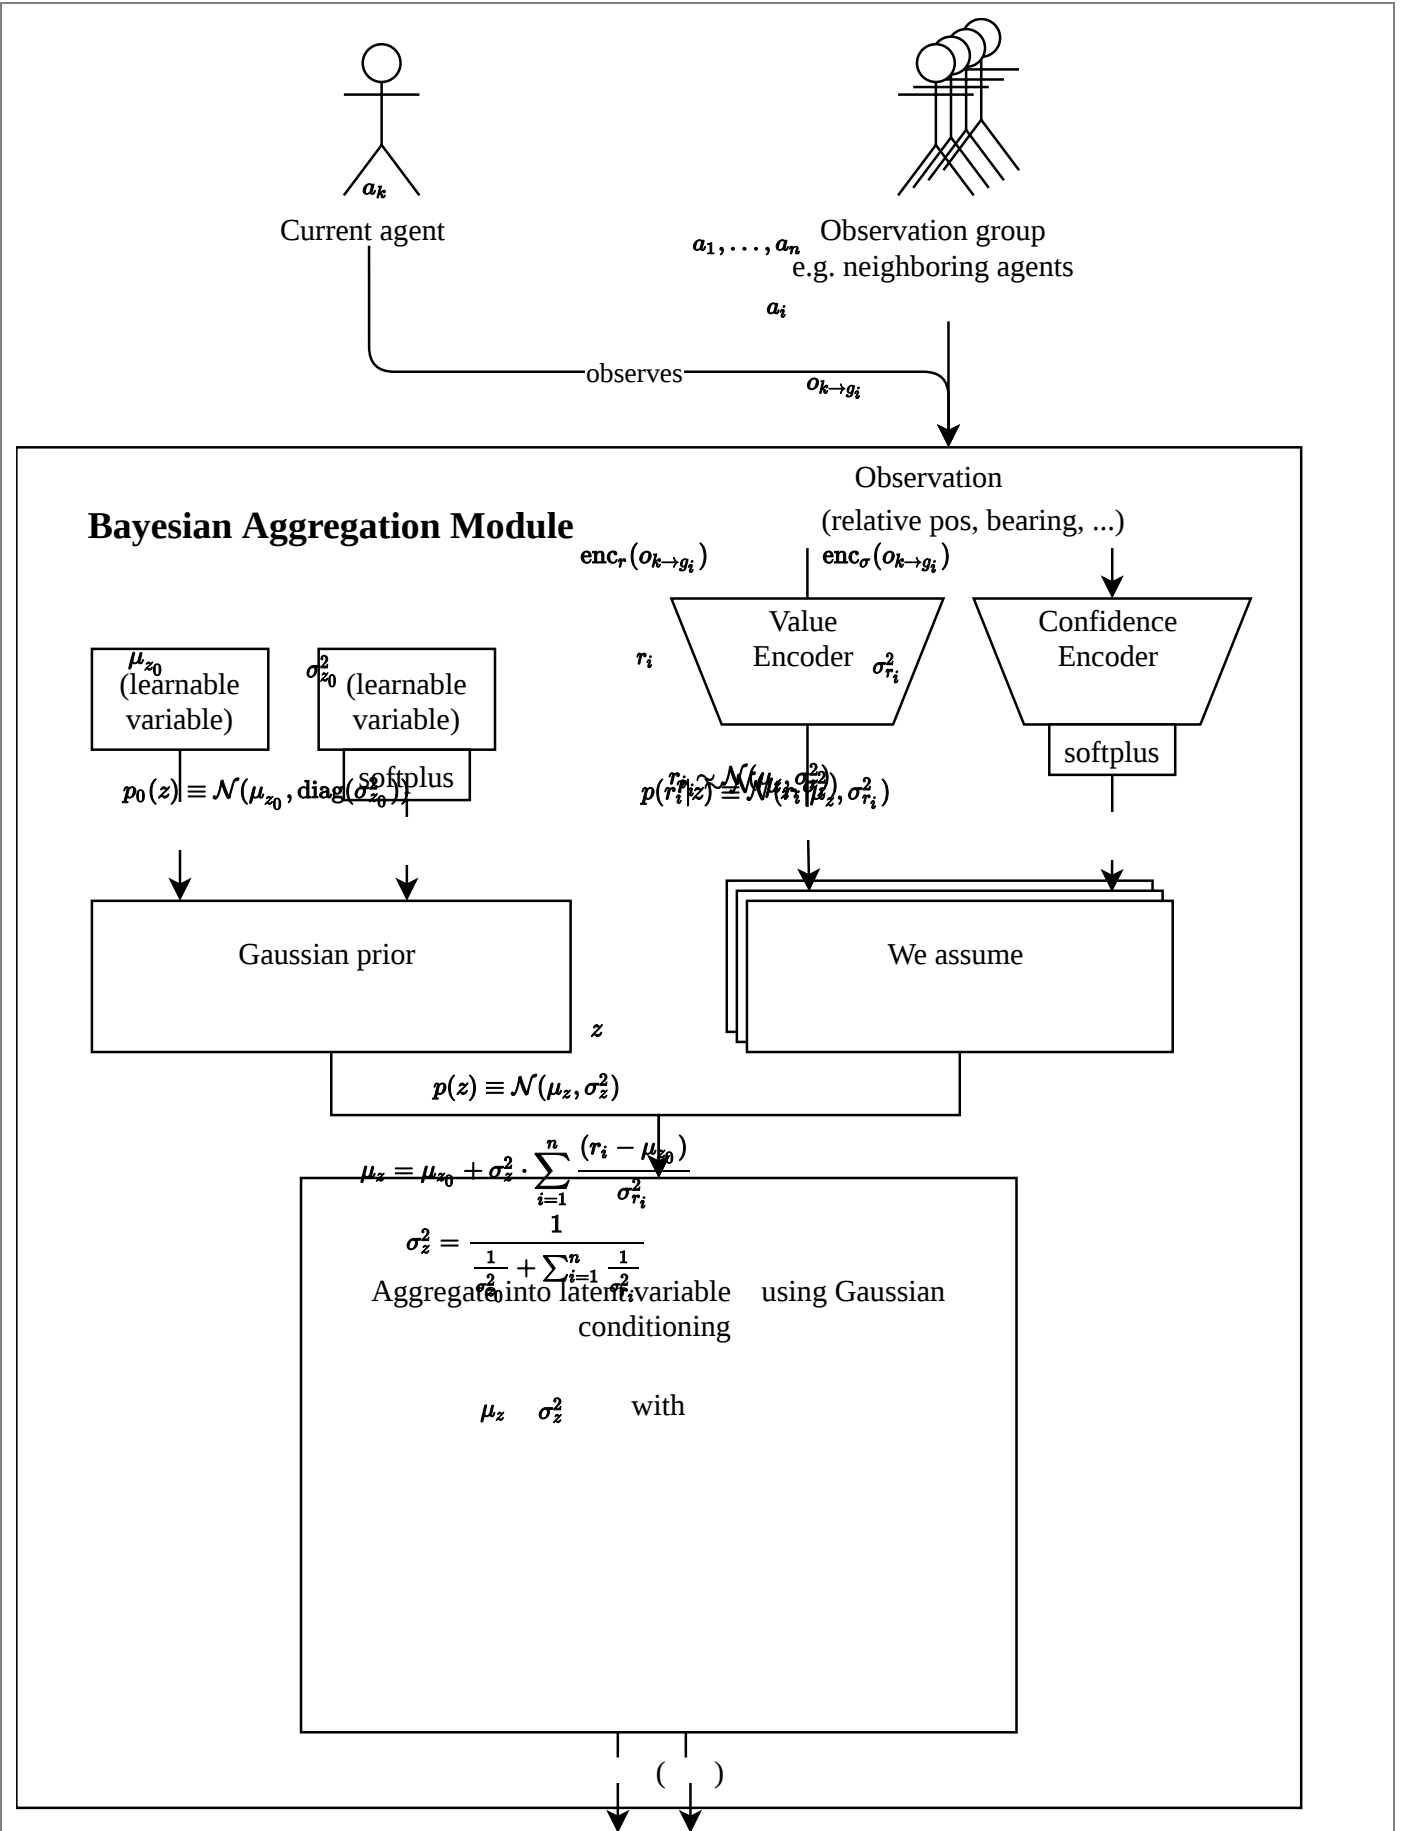 a_k
Current agent
a_1, . . . , a_n
Observation group
e.g. neighboring agents
a_i
observes
o_{k→g_i}
Observation
(relative pos, bearing, ...)
Bayesian Aggregation Module
enc_r(o_{k→g_i})
enc_σ(o_{k→g_i})
Value
Encoder
Confidence
Encoder
r_i
σ²_{r_i}
μ_{z_0}
(learnable
variable)
σ²_{z_0}
(learnable
variable)
softplus
softplus
p_0(z) ≡ 𝒩(μ_{z_0}, diag(σ²_{z_0}))
p(r_i|z) ≡ 𝒩(r_i|μ_z, σ²_{r_i})
Gaussian prior
We assume
z
p(z) ≡ 𝒩(μ_z, σ²_z)
μ_z = μ_{z_0} + σ²_z · ∑_{i=1}^{n} (r_i − μ_{z_0}) / σ²_{r_i}
σ²_z = 1 / (1/σ²_{z_0} + ∑_{i=1}^{n} 1/σ²_{r_i})
Aggregate into latent variable using Gaussian
conditioning
with
μ_z
σ²_z
( )